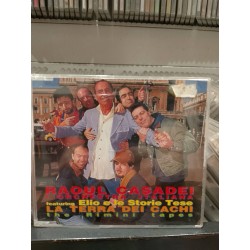 RAOUL CASADEI
featuring Elio e le Storie Tese
LA TERRA DEI CACHI
the Rimini tapes